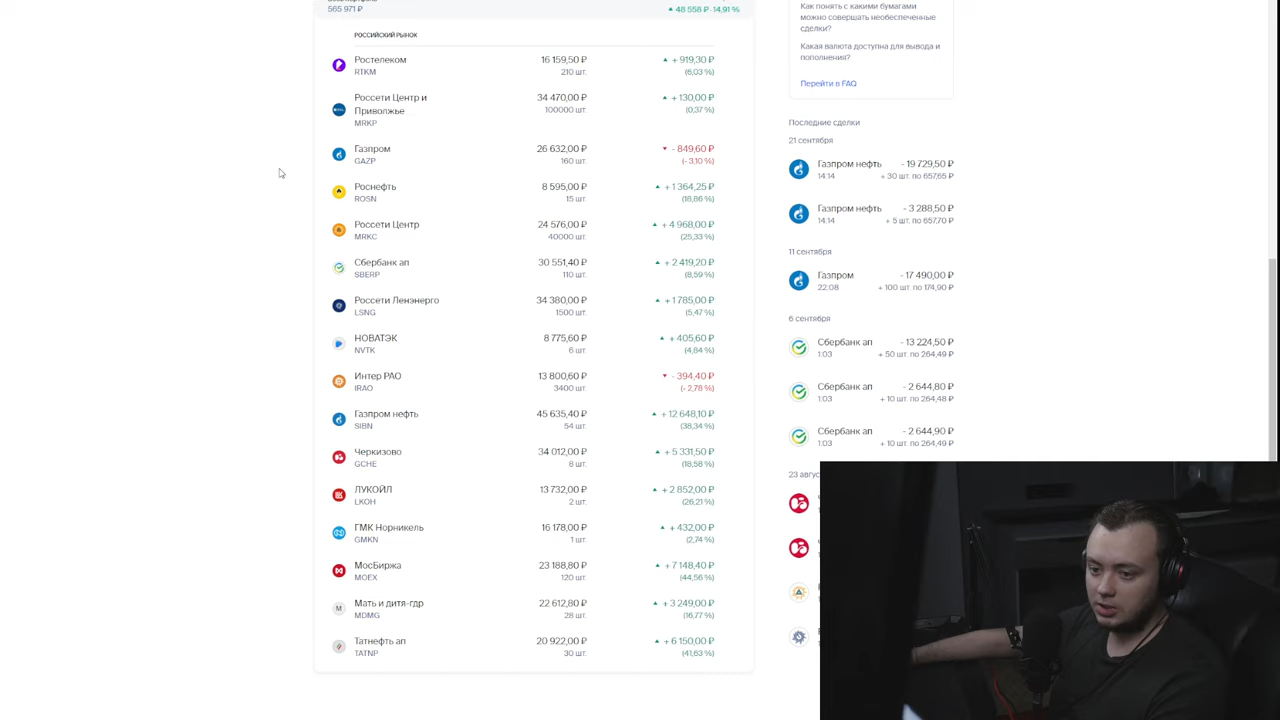 565 971 ₽
48 558 ₽ · 14,91 %
РОССИЙСКИЙ РЫНОК
Ростелеком 16 159,50 ₽ + 919,30 ₽
RTKM 210 шт. (6,03 %)
Россети Центр и 34 470,00 ₽ + 130,00 ₽
Приволжье 100000 шт. (0,37 %)
MRKP
Газпром 26 632,00 ₽ - 849,60 ₽
GAZP 160 шт. (- 3,10 %)
Роснефть 8 595,00 ₽ + 1 364,25 ₽
ROSN 15 шт. (18,86 %)
Россети Центр 24 576,00 ₽ + 4 968,00 ₽
MRKC 40000 шт. (25,33 %)
Сбербанк ап 30 551,40 ₽ + 2 419,20 ₽
SBERP 110 шт. (8,59 %)
Россети Ленэнерго 34 380,00 ₽ + 1 785,00 ₽
LSNG 1500 шт. (5,47 %)
НОВАТЭК 8 775,60 ₽ + 405,60 ₽
NVTK 6 шт. (4,84 %)
Интер РАО 13 800,60 ₽ - 394,40 ₽
IRAO 3400 шт. (- 2,78 %)
Газпром нефть 45 635,40 ₽ + 12 648,10 ₽
SIBN 54 шт. (38,34 %)
Черкизово 34 012,00 ₽ + 5 331,50 ₽
GCHE 8 шт. (18,58 %)
ЛУКОЙЛ 13 732,00 ₽ + 2 852,00 ₽
LKOH 2 шт. (26,21 %)
ГМК Норникель 16 178,00 ₽ + 432,00 ₽
GMKN 1 шт. (2,74 %)
МосБиржа 23 188,80 ₽ + 7 148,40 ₽
MOEX 120 шт. (44,56 %)
М Мать и дитя-гдр 22 612,80 ₽ + 3 249,00 ₽
MDMG 28 шт. (16,77 %)
Татнефть ап 20 922,00 ₽ + 6 150,00 ₽
TATNP 30 шт. (41,63 %)
Как понять с какими бумагами
можно совершать необеспеченные
сделки?
Какая валюта доступна для вывода и
пополнения?
Перейти в FAQ
Последние сделки
21 сентября
Газпром нефть - 19 729,50 ₽
14:14 + 30 шт. по 657,65 ₽
Газпром нефть - 3 288,50 ₽
14:14 + 5 шт. по 657,70 ₽
11 сентября
Газпром - 17 490,00 ₽
22:08 + 100 шт. по 174,90 ₽
6 сентября
Сбербанк ап - 13 224,50 ₽
1:03 + 50 шт. по 264,49 ₽
Сбербанк ап - 2 644,80 ₽
1:03 + 10 шт. по 264,48 ₽
Сбербанк ап - 2 644,90 ₽
1:03 + 10 шт. по 264,49 ₽